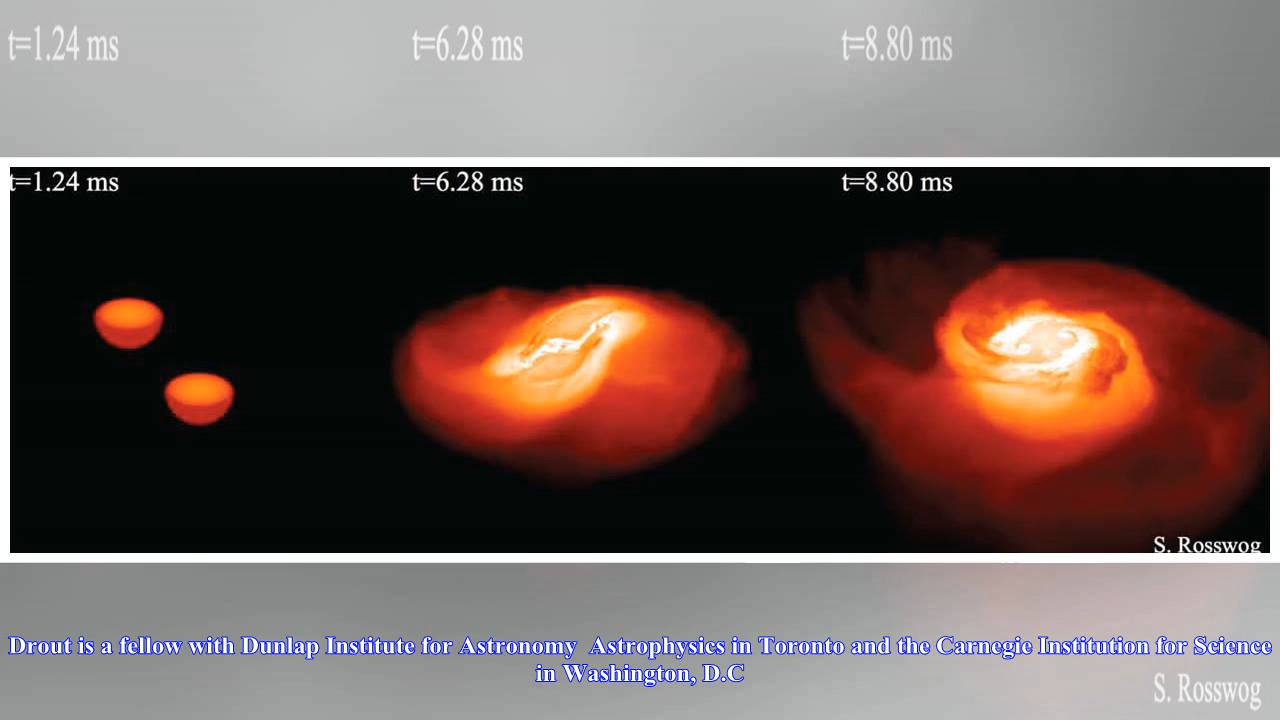 t=1.24 ms t=6.28 ms t=8.80 ms
t=1.24 ms t=6.28 ms t=8.80 ms
S. Rosswog
Drout is a fellow with Dunlap Institute for Astronomy  Astrophysics in Toronto and the Carnegie Institution for Science
in Washington, D.C
S. Rosswog